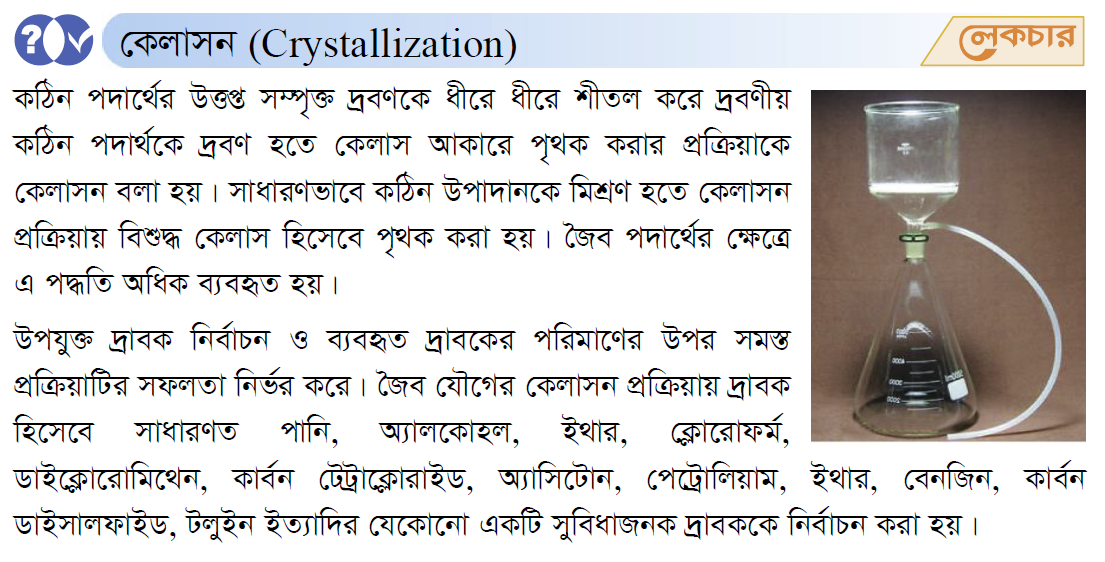 কেলাসন (Crystallization)
লেকচার
কঠিন পদার্থের উত্তপ্ত সম্পৃক্ত দ্রবণকে ধীরে ধীরে শীতল করে দ্রবণীয়
কঠিন পদার্থকে দ্রবণ হতে কেলাস আকারে পৃথক করার প্রক্রিয়াকে
কেলাসন বলা হয়। সাধারণভাবে কঠিন উপাদানকে মিশ্রণ হতে কেলাসন
প্রক্রিয়ায় বিশুদ্ধ কেলাস হিসেবে পৃথক করা হয়। জৈব পদার্থের ক্ষেত্রে
এ পদ্ধতি অধিক ব্যবহৃত হয়।
উপযুক্ত দ্রাবক নির্বাচন ও ব্যবহৃত দ্রাবকের পরিমাণের উপর সমস্ত
প্রক্রিয়াটির সফলতা নির্ভর করে। জৈব যৌগের কেলাসন প্রক্রিয়ায় দ্রাবক
হিসেবে সাধারণত পানি, অ্যালকোহল, ইথার, ক্লোরোফর্ম,
ডাইক্লোরোমিথেন, কার্বন টেট্রাক্লোরাইড, অ্যাসিটোন, পেট্রোলিয়াম, ইথার, বেনজিন, কার্বন
ডাইসালফাইড, টলুইন ইত্যাদির যেকোনো একটি সুবিধাজনক দ্রাবককে নির্বাচন করা হয়।